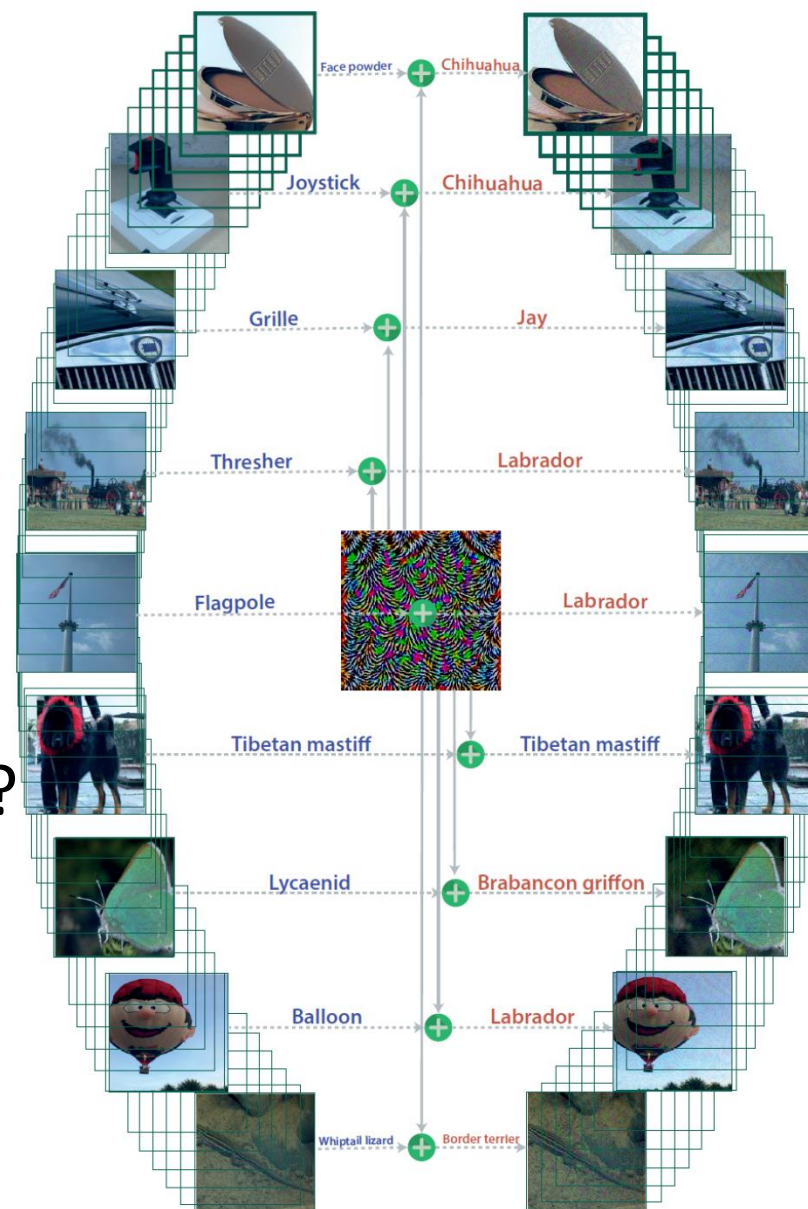 Face powder Chihuahua
Joystick Chihuahua
Grille Jay
Thresher Labrador
Flagpole Labrador
Tibetan mastiff Tibetan mastiff
?
Lycaenid Brabancon griffon
Balloon Labrador
Whiptail lizard Border terrier